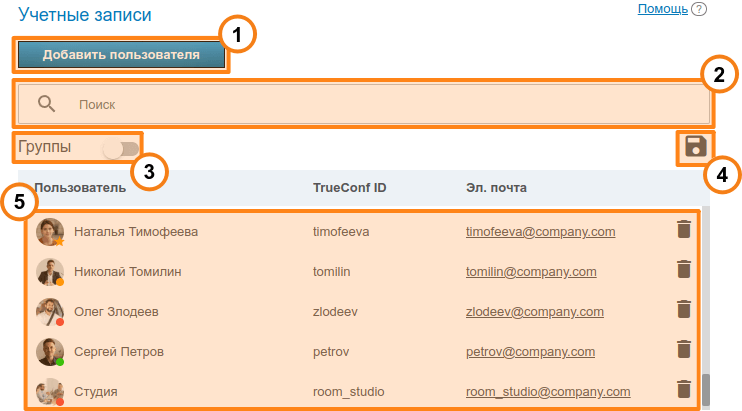 Учетные записи
Помощь ?
1
Добавить пользователя
2
Поиск
Группы
3
4
5
Пользователь TrueConf ID Эл. почта
Наталья Тимофеева timofeeva timofeeva@company.com
Николай Томилин tomilin tomilin@company.com
Олег Злодеев zlodeev zlodeev@company.com
Сергей Петров petrov petrov@company.com
Студия room_studio room_studio@company.com